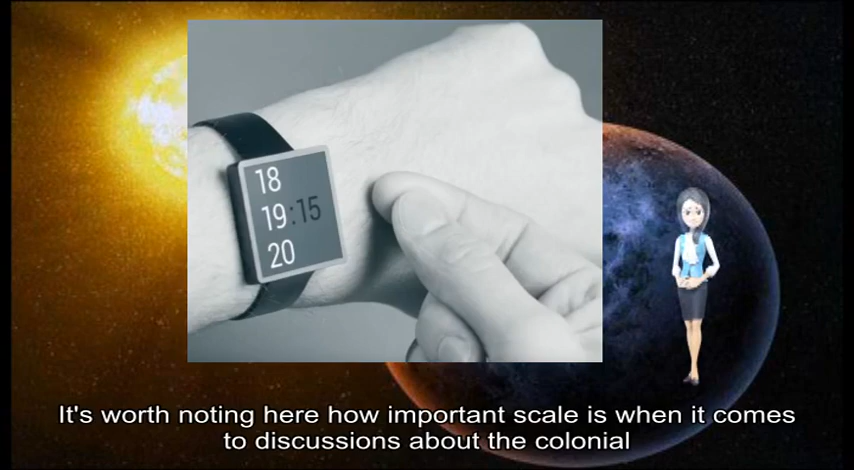 18
19:15
20
It's worth noting here how important scale is when it comes
to discussions about the colonial